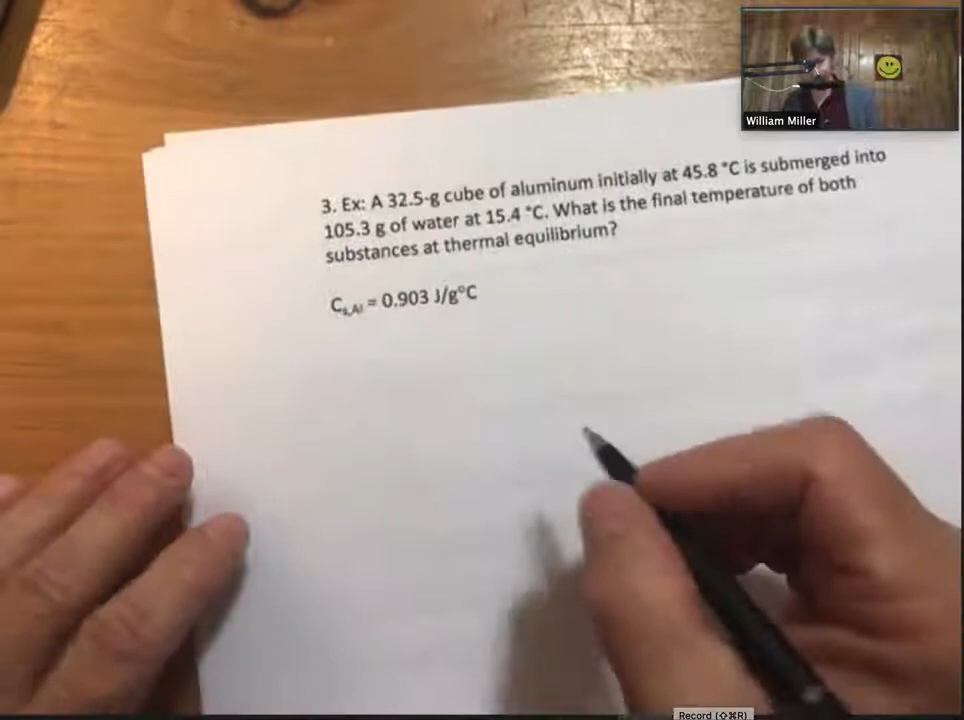 William Miller
3. Ex: A 32.5-g cube of aluminum initially at 45.8 °C is submerged into
105.3 g of water at 15.4 °C. What is the final temperature of both
substances at thermal equilibrium?
Cs,Al = 0.903 J/g°C
Record (⇧⌘R)